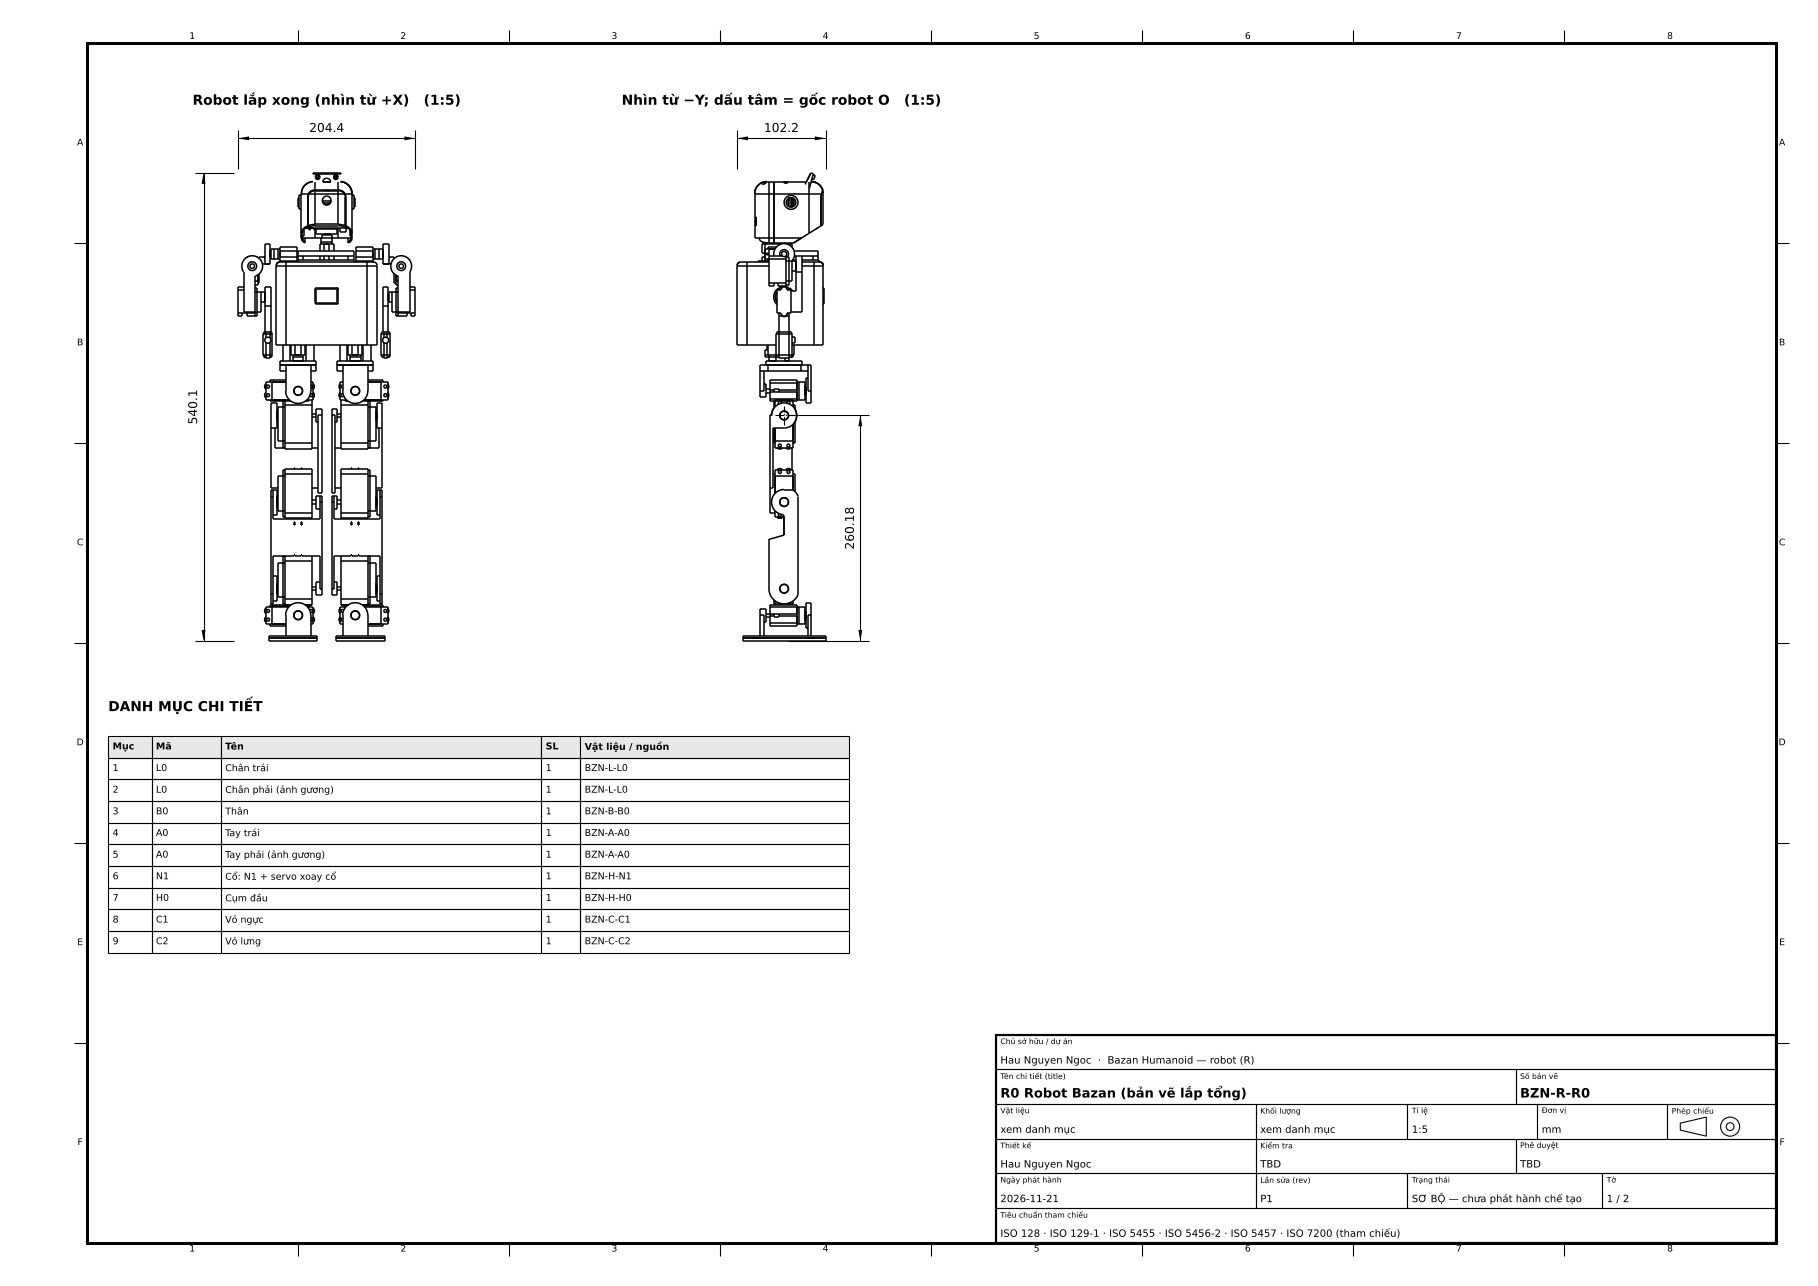 1 2 3 4 5 6 7 8
Robot lắp xong (nhìn từ +X) (1:5)
Nhìn từ −Y; dấu tâm = gốc robot O (1:5)
204.4
102.2
A A
B B
540.1
260.18
C C
DANH MỤC CHI TIẾT
D D
Mục Mã Tên SL Vật liệu / nguồn
1 L0 Chân trái 1 BZN-L-L0
2 L0 Chân phải (ảnh gương) 1 BZN-L-L0
3 B0 Thân 1 BZN-B-B0
4 A0 Tay trái 1 BZN-A-A0
5 A0 Tay phải (ảnh gương) 1 BZN-A-A0
6 N1 Cổ: N1 + servo xoay cổ 1 BZN-H-N1
7 H0 Cụm đầu 1 BZN-H-H0
8 C1 Vỏ ngực 1 BZN-C-C1
9 C2 Vỏ lưng 1 BZN-C-C2
E E
Chủ sở hữu / dự án
Hau Nguyen Ngoc · Bazan Humanoid — robot (R)
Tên chi tiết (title) Số bản vẽ
R0 Robot Bazan (bản vẽ lắp tổng) BZN-R-R0
Vật liệu Khối lượng Tỉ lệ Đơn vị Phép chiếu
xem danh mục xem danh mục 1:5 mm
F F
Thiết kế Kiểm tra Phê duyệt
Hau Nguyen Ngoc TBD TBD
Ngày phát hành Lần sửa (rev) Trạng thái Tờ
2026-11-21 P1 SƠ BỘ — chưa phát hành chế tạo 1 / 2
Tiêu chuẩn tham chiếu
ISO 128 · ISO 129-1 · ISO 5455 · ISO 5456-2 · ISO 5457 · ISO 7200 (tham chiếu)
1 2 3 4 5 6 7 8